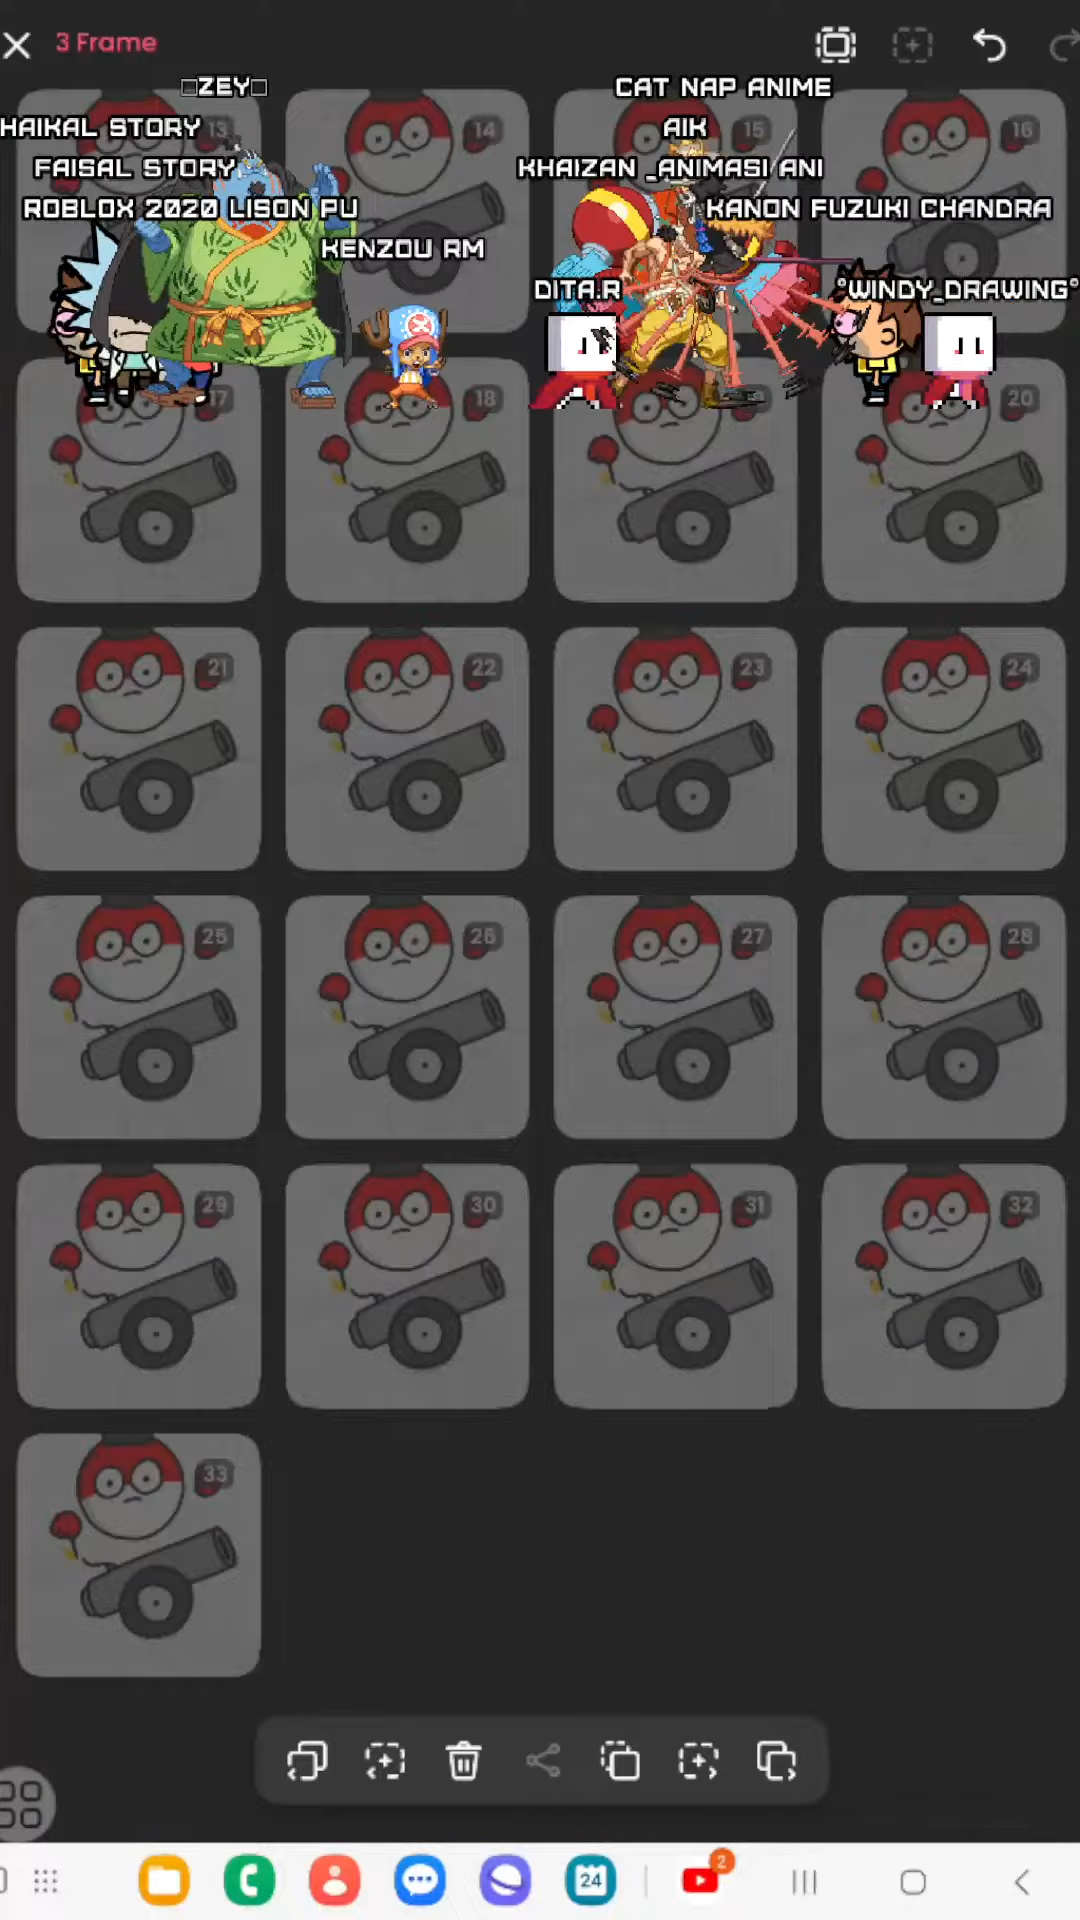 3 Frame
▯ZEY▯
CAT NAP ANIME
HAIKAL STORY
13
14
AIK
15
16
FAISAL STORY
KHAIZAN _ANIMASI ANI
ROBLOX 2020 LISON PU
KANON FUZUKI CHANDRA
KENZOU RM
DITA.R
°WINDY_DRAWING°
17
18
20
21
22
23
24
25
26
27
28
29
30
31
32
33
24
2